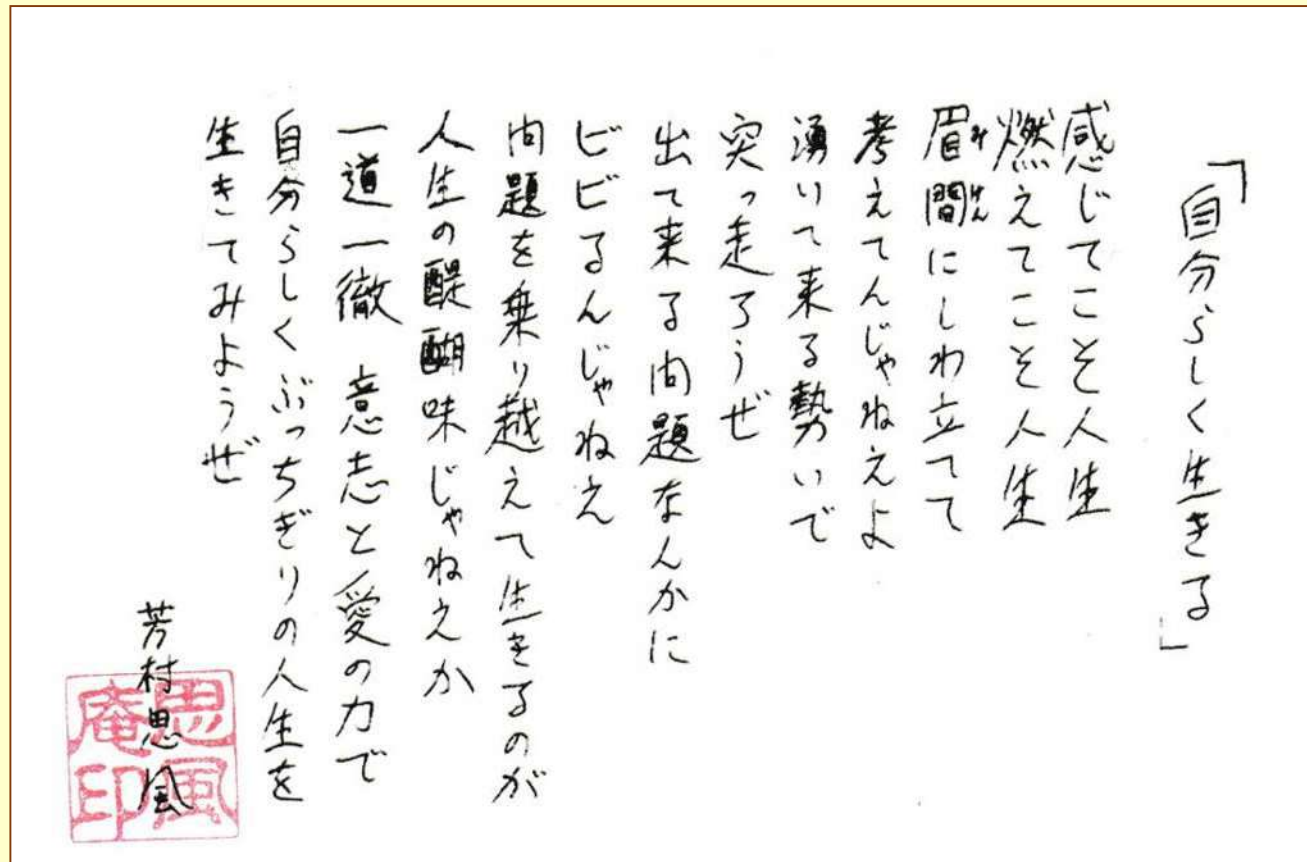 「自分らしく生きる」
感じてこそ人生
燃えてこそ人生
眉間にしわ立てて
みけん
考えてんじゃねえよ
湧いて来る勢いで
突っ走ろうぜ
出て来る問題なんかに
ビビるんじゃねえ
問題を乗り越えて生きるのが
人生の醍醐味じゃねえか
一道一徹 意志と愛の力で
自分らしくぶっちぎりの人生を
生きてみようぜ
芳村思風
思風
庵印